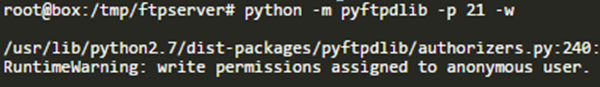 root@box:/tmp/ftpserver# python -m pyftpdlib -p 21 -w
/usr/lib/python2.7/dist-packages/pyftpdlib/authorizers.py:240:
RuntimeWarning: write permissions assigned to anonymous user.